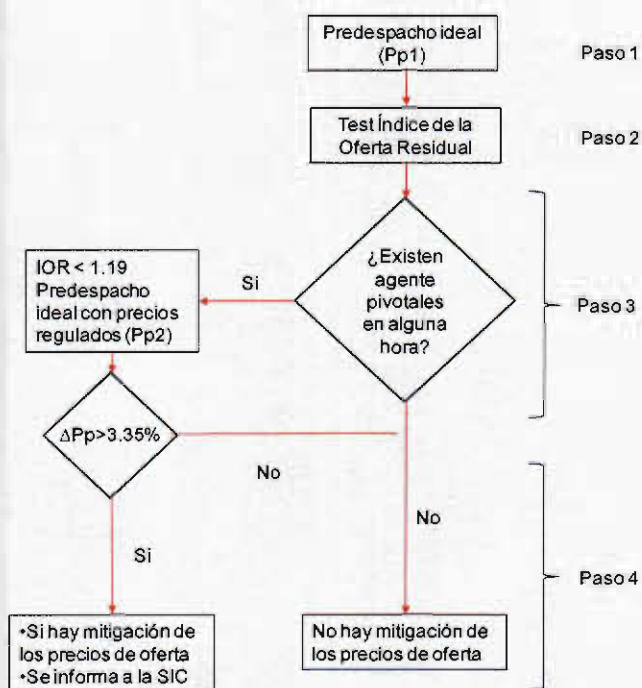 Predespacho ideal
(Pp1)
Paso 1
Test Índice de la
Oferta Residual
Paso 2
¿Existen
agente
pivotales
en alguna
hora?
Si
IOR < 1.19
Predespacho
ideal con precios
regulados (Pp2)
Paso 3
ΔPp>3.35%
No
No
Si
Paso 4
•Si hay mitigación de
los precios de oferta
•Se informa a la SIC
No hay mitigación de
los precios de oferta